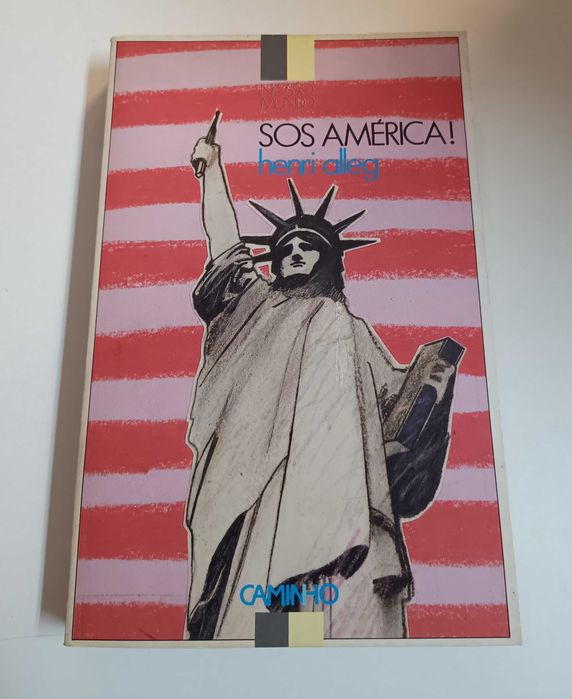 NOSSO
MUNDO
SOS AMÉRICA!
henri alleg
CAMINHO